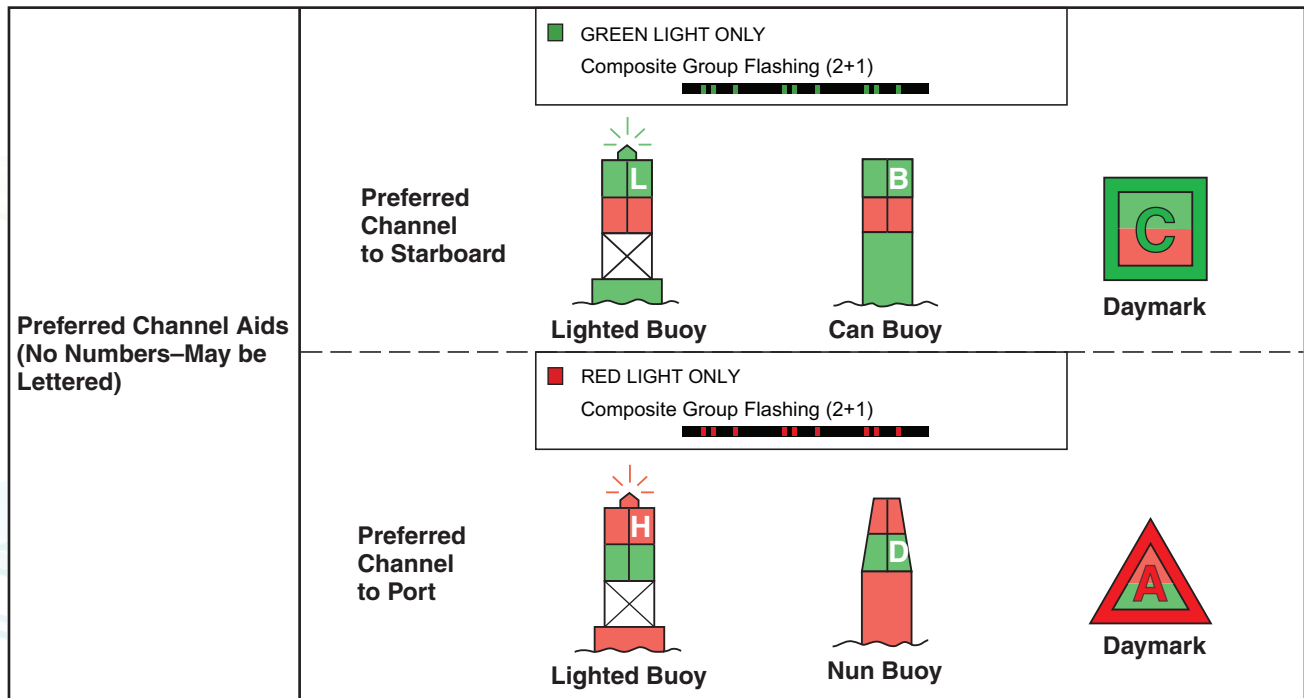 Preferred Channel Aids
(No Numbers–May be
Lettered)
GREEN LIGHT ONLY
Composite Group Flashing (2+1)
Preferred
Channel
to Starboard
L
B
C
Lighted Buoy
Can Buoy
Daymark
RED LIGHT ONLY
Composite Group Flashing (2+1)
Preferred
Channel
to Port
H
D
A
Lighted Buoy
Nun Buoy
Daymark